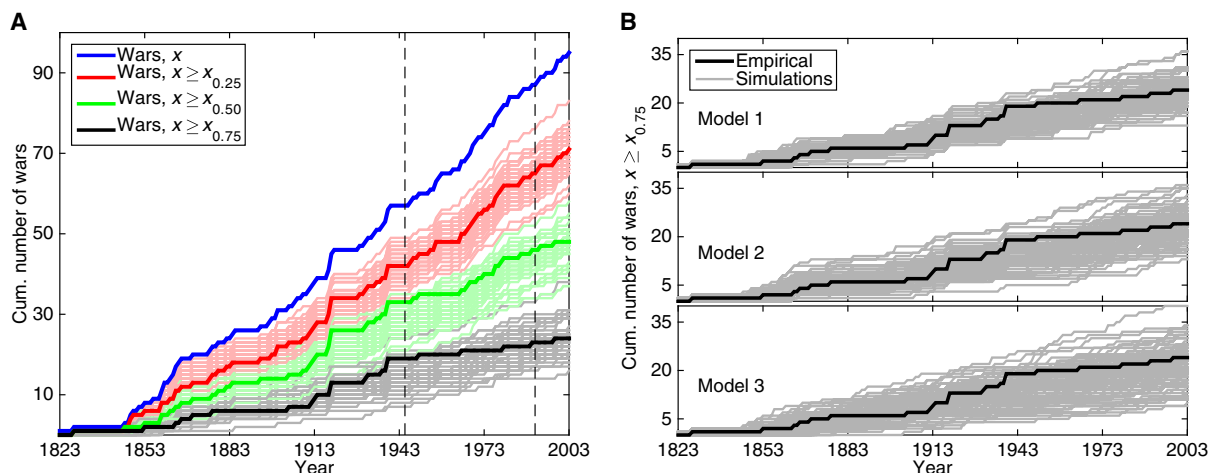 A
Wars, x
Wars, x ≥ x0.25
Wars, x ≥ x0.50
Wars, x ≥ x0.75
Cum. number of wars
90
70
50
30
10
1823 1853 1883 1913 1943 1973 2003
Year
B
Empirical
Simulations
Cum. number of wars, x ≥ x0.75
Model 1
35
20
5
Model 2
35
20
5
Model 3
35
20
5
1823 1853 1883 1913 1943 1973 2003
Year